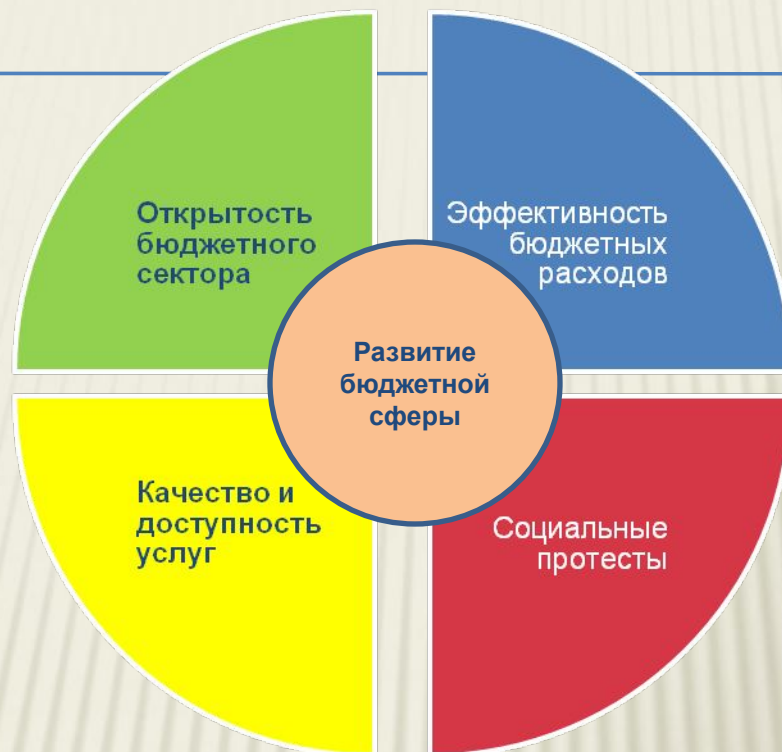 Открытость
бюджетного
сектора
Эффективность
бюджетных
расходов
Развитие
бюджетной
сферы
Качество и
доступность
услуг
Социальные
протесты